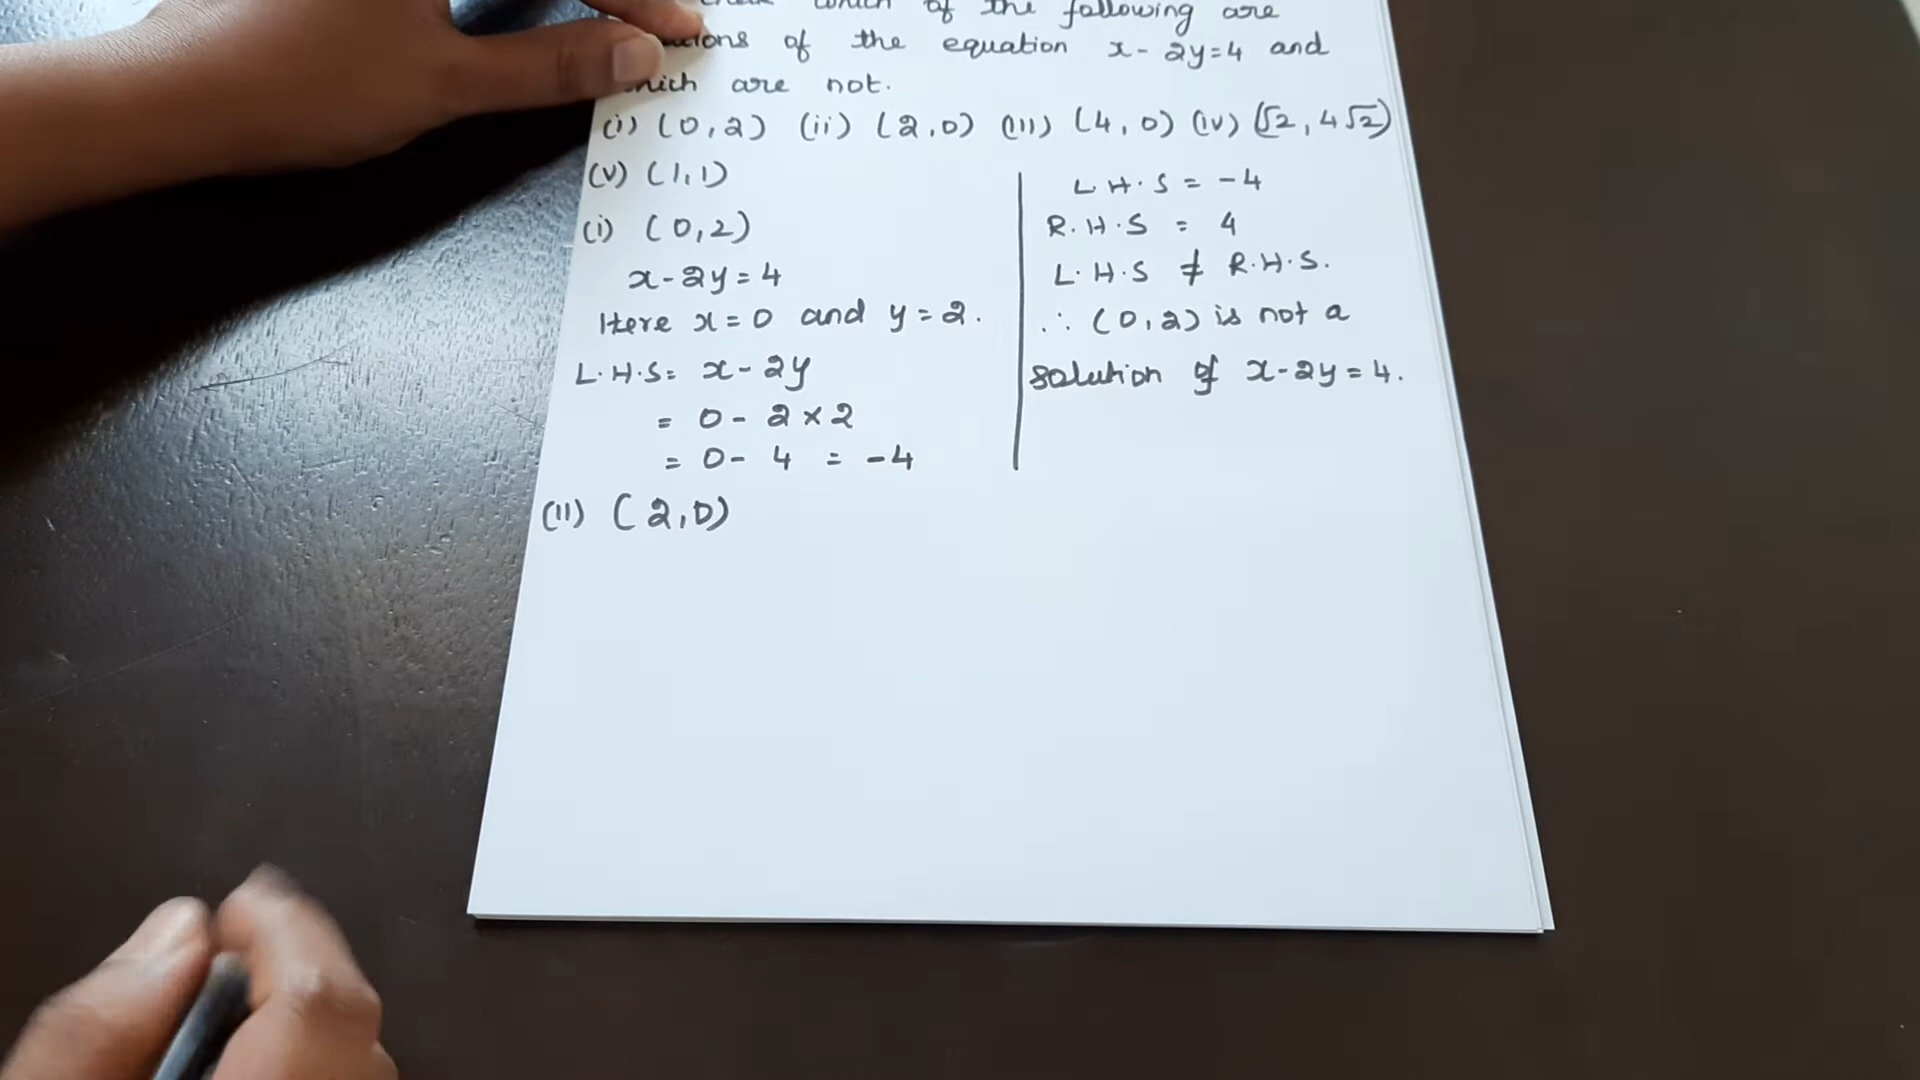 which of the following are
of the equation x - 2y = 4 and
are not.
(i) (0,2) (ii) (2,0) (iii) (4,0) (iv) (√2, 4√2)
(v) (1,1)
(i) (0,2)
x - 2y = 4
Here x = 0 and y = 2.
L.H.S = x - 2y
= 0 - 2 × 2
= 0 - 4 = -4
L.H.S = -4
R.H.S = 4
L.H.S ≠ R.H.S.
∴ (0,2) is not a
solution of x - 2y = 4.
(ii) (2,0)